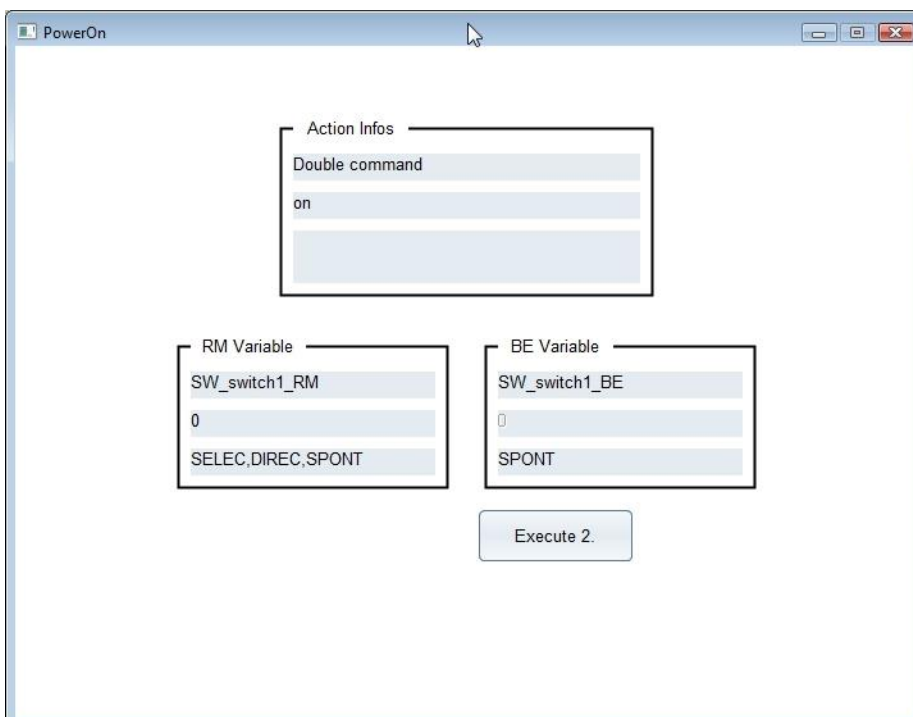 PowerOn
Action Infos
Double command
on
RM Variable
SW_switch1_RM
0
SELEC,DIREC,SPONT
BE Variable
SW_switch1_BE
0
SPONT
Execute 2.